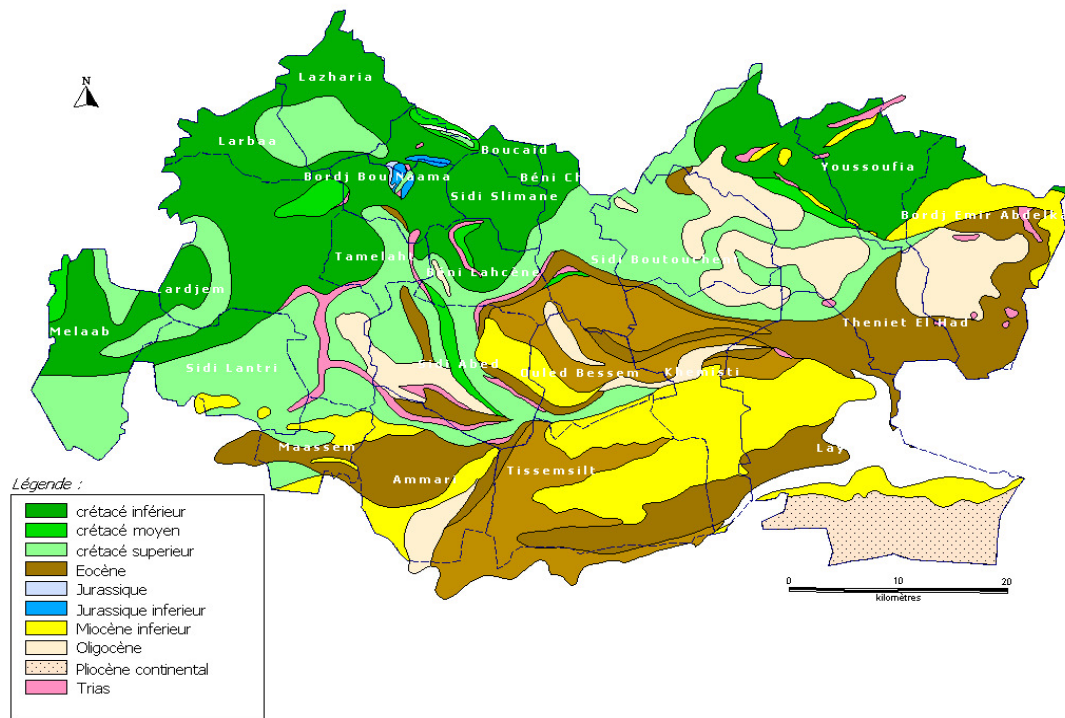 Lazharia
N
Larbaa
Boucaid
Bordj Bou Naama
Béni Ch
Youssoufia
Sidi Slimane
Bordj Emir Abdelk
Tamelah
Béni Lahcène
Sidi Boutouchen
Lardjem
Melaab
Theniet El Had
Sidi Lantri
Sidi Abed
Ouled Bessem
Khemisti
Maassem
Lay
Ammari
Tissemsilt
Légende :
crétacé inférieur
crétacé moyen
crétacé superieur
Eocène
Jurassique
Jurassique inferieur
Miocène inferieur
Oligocène
Pliocène continental
Trias
0 10 20
kilomètres